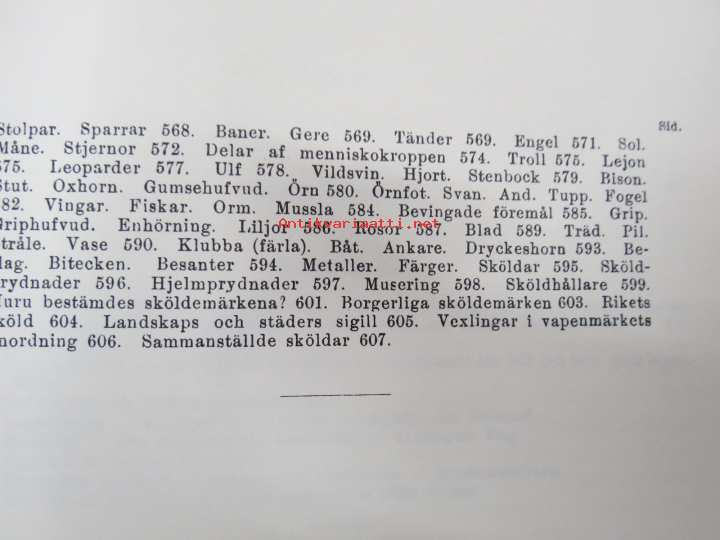 Sid.
Stolpar. Sparrar 568. Baner. Gere 569. Tänder 569. Engel 571. Sol.
Måne. Stjernor 572. Delar af menniskokroppen 574. Troll 575. Lejon
575. Leoparder 577. Ulf 578. Vildsvin. Hjort. Stenbock 579. Bison.
Stut. Oxhorn. Gumsehufvud. Örn 580. Örnfot. Svan. And. Tupp. Fogel
582. Vingar. Fiskar. Orm. Mussla 584. Bevingade föremål 585. Grip.
Griphufvud. Enhörning. Liljor 586. Rosor 587. Blad 589. Träd. Pil.
tråle. Vase 590. Klubba (färla). Båt. Ankare. Dryckeshorn 593. Be-
lag. Bitecken. Besanter 594. Metaller. Färger. Sköldar 595. Sköld-
prydnader 596. Hjelmprydnader 597. Musering 598. Sköldhållare 599.
Huru bestämdes sköldemärkena? 601. Borgerliga sköldemärken 603. Rikets
köld 604. Landskaps och städers sigill 605. Vexlingar i vapenmärkets
nordning 606. Sammanställde sköldar 607.
Antikvariaatti.net